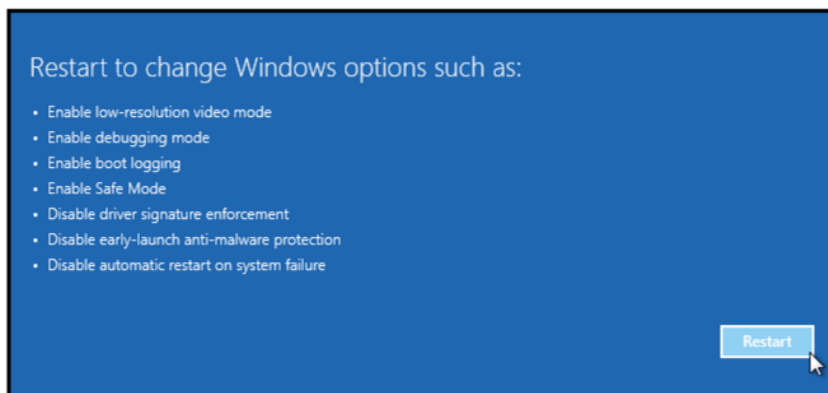 Restart to change Windows options such as:
• Enable low-resolution video mode
• Enable debugging mode
• Enable boot logging
• Enable Safe Mode
• Disable driver signature enforcement
• Disable early-launch anti-malware protection
• Disable automatic restart on system failure
Restart